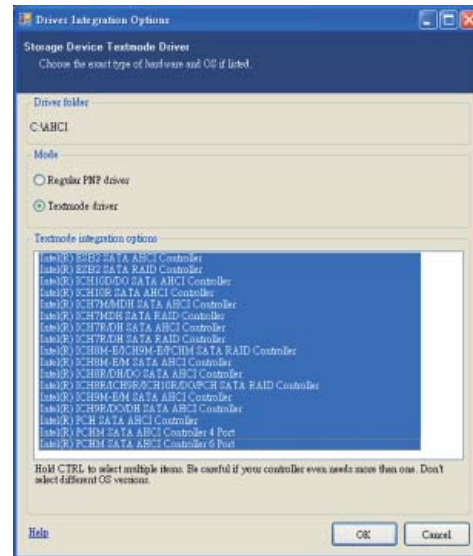 Driver Integration Options
Storage Device Textmode Driver
Choose the exact type of hardware and OS if listed.
Driver folder
C:\AHCI
Mode
Regular PNP driver
Textmode driver
Textmode integration options
Intel(R) ESB2 SATA AHCI Controller
Intel(R) ESB2 SATA RAID Controller
Intel(R) ICH10D/DO SATA AHCI Controller
Intel(R) ICH10R SATA AHCI Controller
Intel(R) ICH7M/MDH SATA AHCI Controller
Intel(R) ICH7MDH SATA RAID Controller
Intel(R) ICH7R/DH SATA AHCI Controller
Intel(R) ICH7R/DH SATA RAID Controller
Intel(R) ICH8M-E/ICH9M-E/PCHM SATA RAID Controller
Intel(R) ICH8M-E/M SATA AHCI Controller
Intel(R) ICH8R/DH/DO SATA AHCI Controller
Intel(R) ICH8R/ICH9R/ICH10R/DO/PCH SATA RAID Controller
Intel(R) ICH9M-E/M SATA AHCI Controller
Intel(R) ICH9R/DO/DH SATA AHCI Controller
Intel(R) PCH SATA AHCI Controller
Intel(R) PCHM SATA AHCI Controller 4 Port
Intel(R) PCHM SATA AHCI Controller 6 Port
Hold CTRL to select multiple items. Be careful if your controller even needs more than one. Don't
select different OS versions.
Help
OK
Cancel